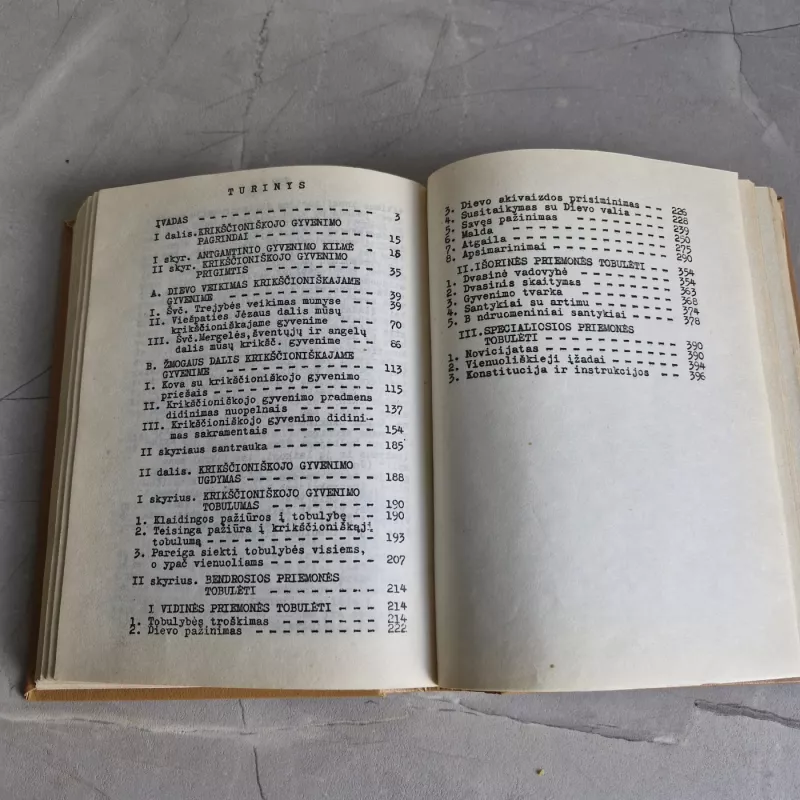 TURINYS
ĮVADAS - - - - - - - - - - - - - - 3
I dalis. KRIKŠČIONIŠKOJO GYVENIMO
PAGRINDAI - - - - - - - - - 15
I skyr. ANTGAMTINIO GYVENIMO KILMĖ - 15
II skyr. KRIKŠČIONIŠKOJO GYVENIMO
PRIGIMTIS - - - - - - - - - 35
A. DIEVO VEIKIMAS KRIKŠČIONIŠKAJAME
GYVENIME - - - - - - - - - - - 39
I. Švč. Trejybės veikimas mumyse - 39
II. Viešpaties Jėzaus dalis mūsų
krikščioniškajame gyvenime - - - 70
III. Švč.Mergelės,šventųjų ir angelų
dalis mūsų krikšč. gyvenime - - - 86
B. ŽMOGAUS DALIS KRIKŠČIONIŠKAJAME
GYVENIME - - - - - - - - - - - - 113
I. Kova su krikščioniškojo gyvenimo
priešais - - - - - - - - - - - 115
II. Krikščioniškojo gyvenimo pradmens
didinimas nuopelnais - - - - - - 137
III. Krikščioniškojo gyvenimo didini-
mas sakramentais - - - - - - - - 154
II skyriaus santrauka - - - - - - - - 185
II dalis. KRIKŠČIONIŠKOJO GYVENIMO
UGDYMAS - - - - - - - - - - 188
I skyrius. KRIKŠČIONIŠKOJO GYVENIMO
TOBULUMAS - - - - - - - - - 190
1. Klaidingos pažiūros į tobulybę - - 190
2. Teisinga pažiūra į krikščioniškąjį
tobulumą - - - - - - - - - - - - 193
3. Pareiga siekti tobulybės visiems,
o ypač vienuoliams - - - - - - - 207
II skyrius. BENDROSIOS PRIEMONĖS
TOBULĖTI - - - - - - - - - 214
I VIDINĖS PRIEMONĖS TOBULĖTI - - - 214
1. Tobulybės troškimas - - - - - - - - 214
2. Dievo pažinimas - - - - - - - - - - 222
3. Dievo akivaizdos prisiminimas - - 226
4. Susitaikymas su Dievo valia - - - 228
5. Savęs pažinimas - - - - - - - - - 239
6. Malda - - - - - - - - - - - - - - 250
7. Atgaila - - - - - - - - - - - - - 275
8. Apsimarinimai - - - - - - - - - - 290
II.IŠORINĖS PRIEMONĖS TOBULĖTI - - - 354
1. Dvasinė vadovybė - - - - - - - - - 354
2. Dvasinis skaitymas - - - - - - - - 363
3. Gyvenimo tvarka - - - - - - - - - 368
4. Santykiai su artimu - - - - - - - 374
5. B ndruomeniniai santykiai - - - - 378
III.SPECIALIOSIOS PRIEMONĖS
TOBULĖTI - - - - - - - - - - - 390
1. Novicijatas - - - - - - - - - - - 390
2. Vienuoliškieji įžadai - - - - - - 394
3. Konstitucija ir instrukcijos - - - 396